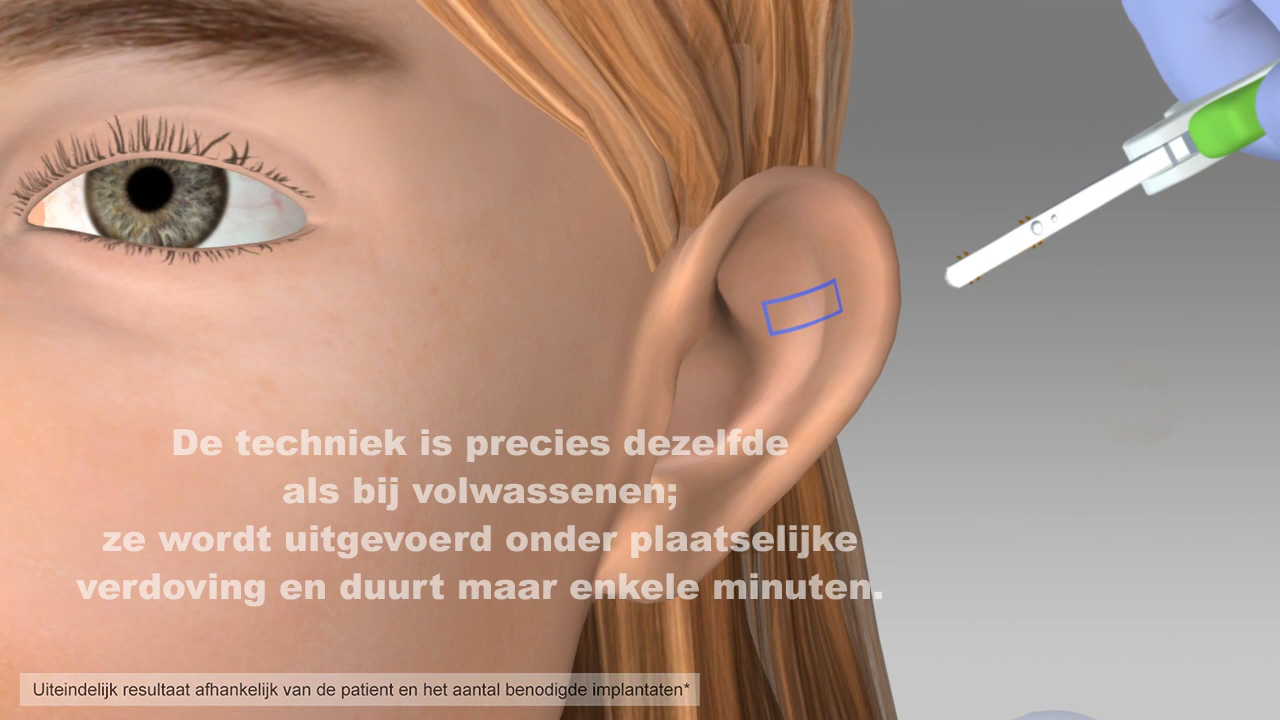 De techniek is precies dezelfde
als bij volwassenen;
ze wordt uitgevoerd onder plaatselijke
verdoving en duurt maar enkele minuten.
Uiteindelijk resultaat afhankelijk van de patient en het aantal benodigde implantaten*